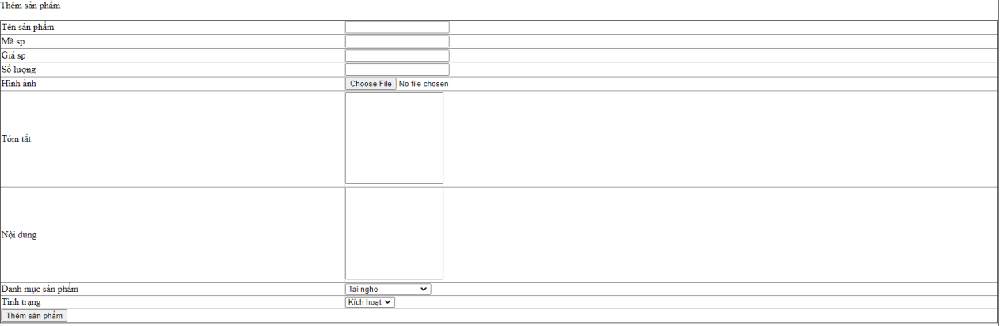 Thêm sản phẩm
Tên sản phẩm
Mã sp
Giá sp
Số lượng
Hình ảnh Choose File No file chosen
Tóm tắt
Nội dung
Danh mục sản phẩm Tai nghe
Tình trạng Kích hoạt
Thêm sản phẩm